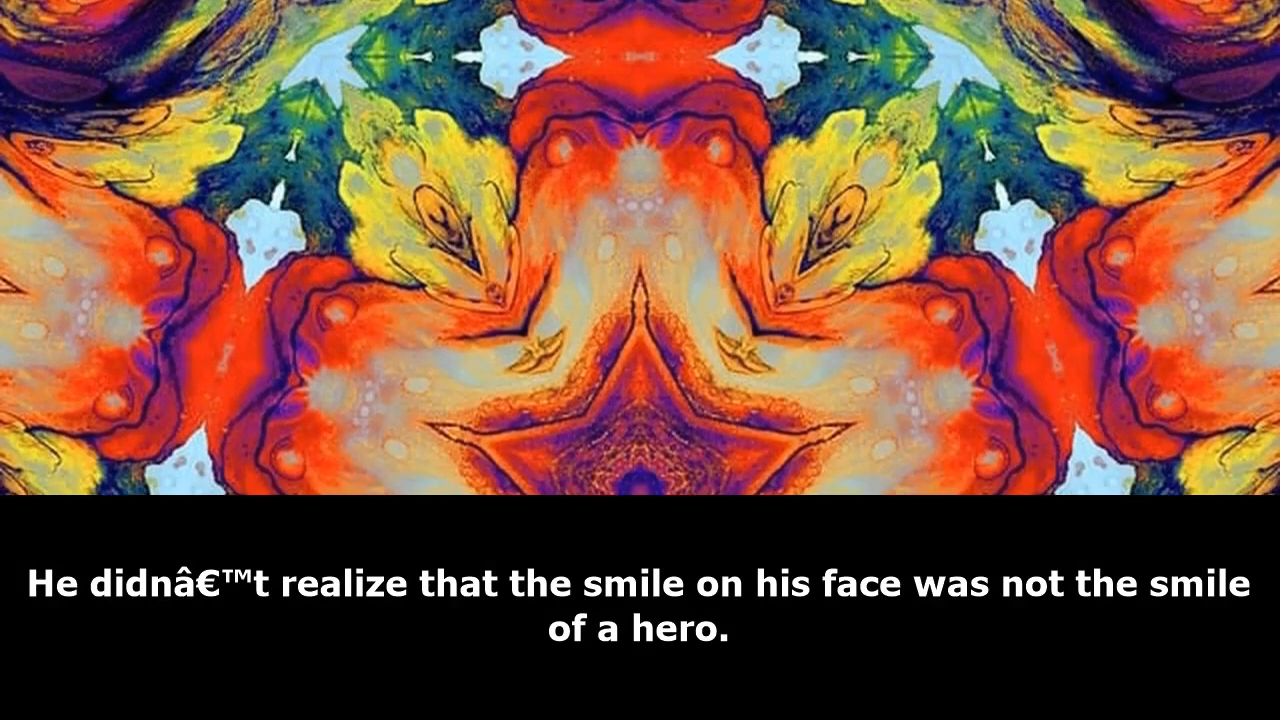 He didnâ€™t realize that the smile on his face was not the smile
of a hero.